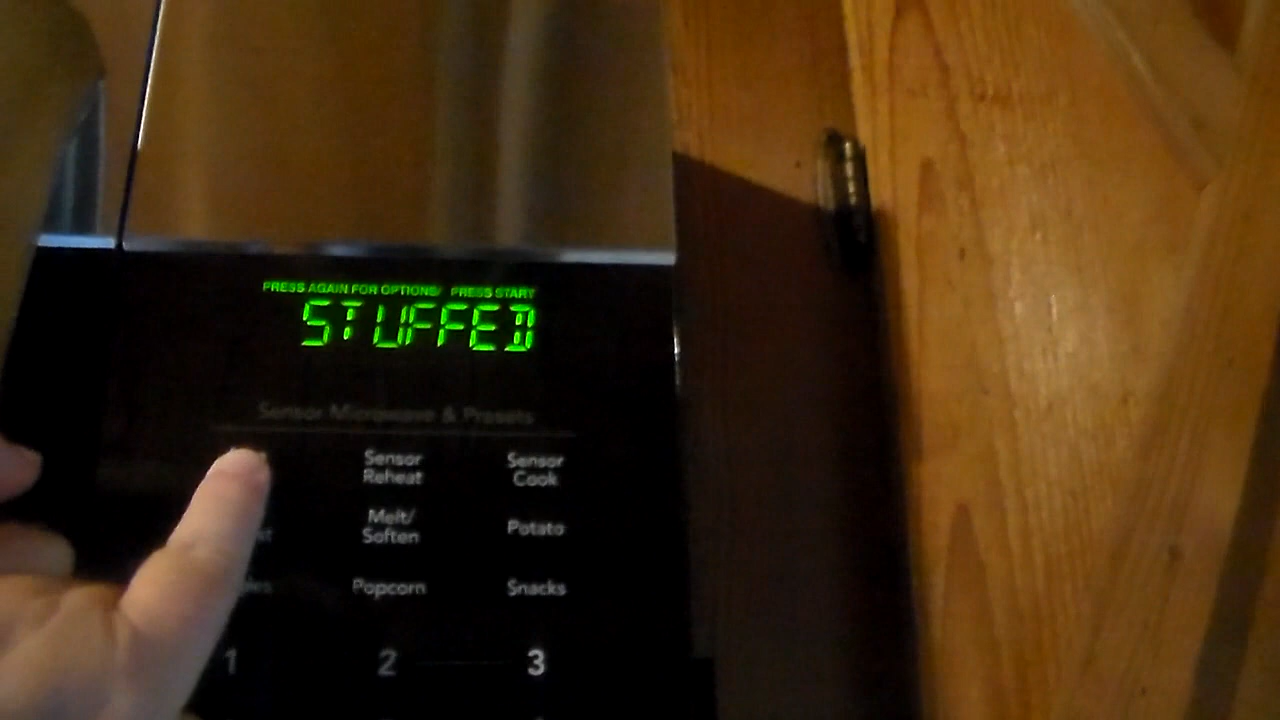 PRESS AGAIN FOR OPTIONS/ PRESS START
STUFFED
Sensor Microwave & Presets
Sensor Reheat
Sensor Cook
Melt/ Soften
Potato
Popcorn
Snacks
1 2 3